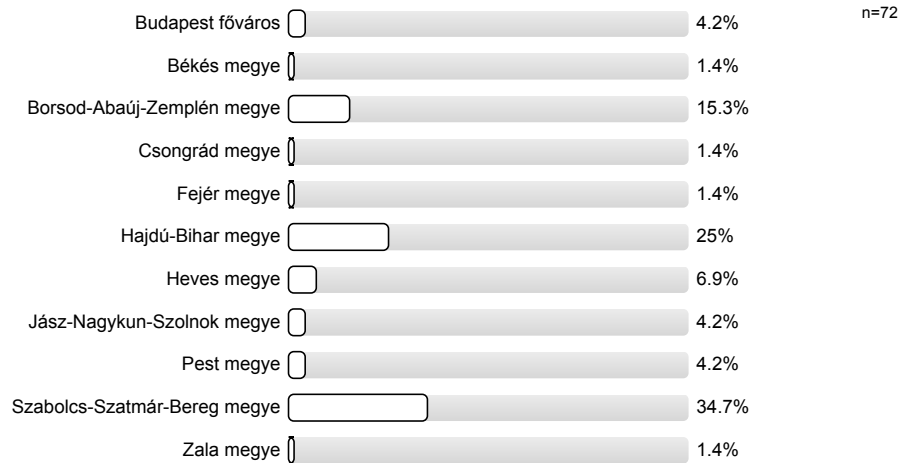 Budapest főváros 4.2% n=72
Békés megye 1.4%
Borsod-Abaúj-Zemplén megye 15.3%
Csongrád megye 1.4%
Fejér megye 1.4%
Hajdú-Bihar megye 25%
Heves megye 6.9%
Jász-Nagykun-Szolnok megye 4.2%
Pest megye 4.2%
Szabolcs-Szatmár-Bereg megye 34.7%
Zala megye 1.4%